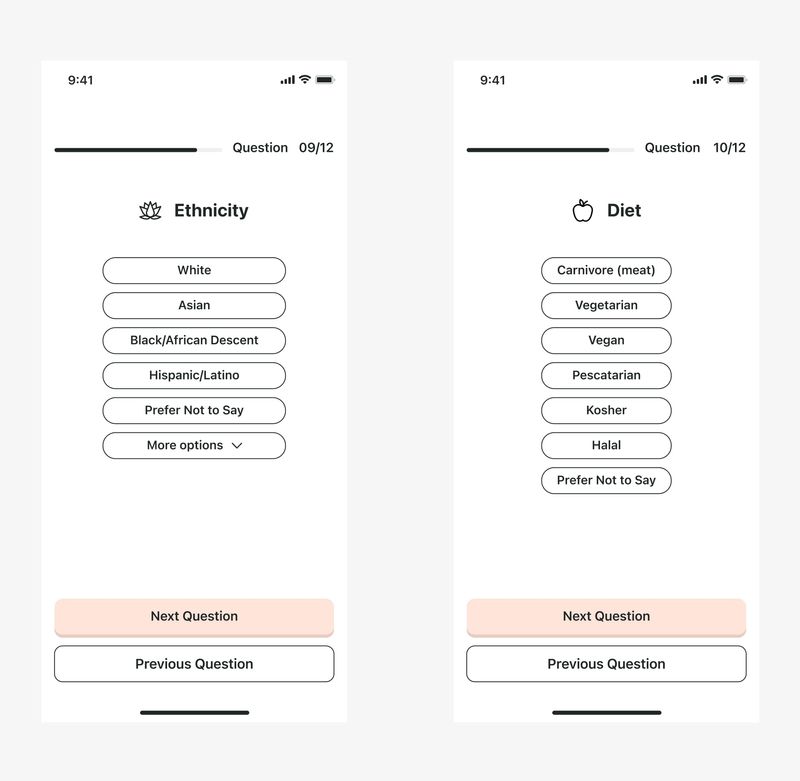 9:41
Question 09/12
Ethnicity
White
Asian
Black/African Descent
Hispanic/Latino
Prefer Not to Say
More options
Next Question
Previous Question
9:41
Question 10/12
Diet
Carnivore (meat)
Vegetarian
Vegan
Pescatarian
Kosher
Halal
Prefer Not to Say
Next Question
Previous Question